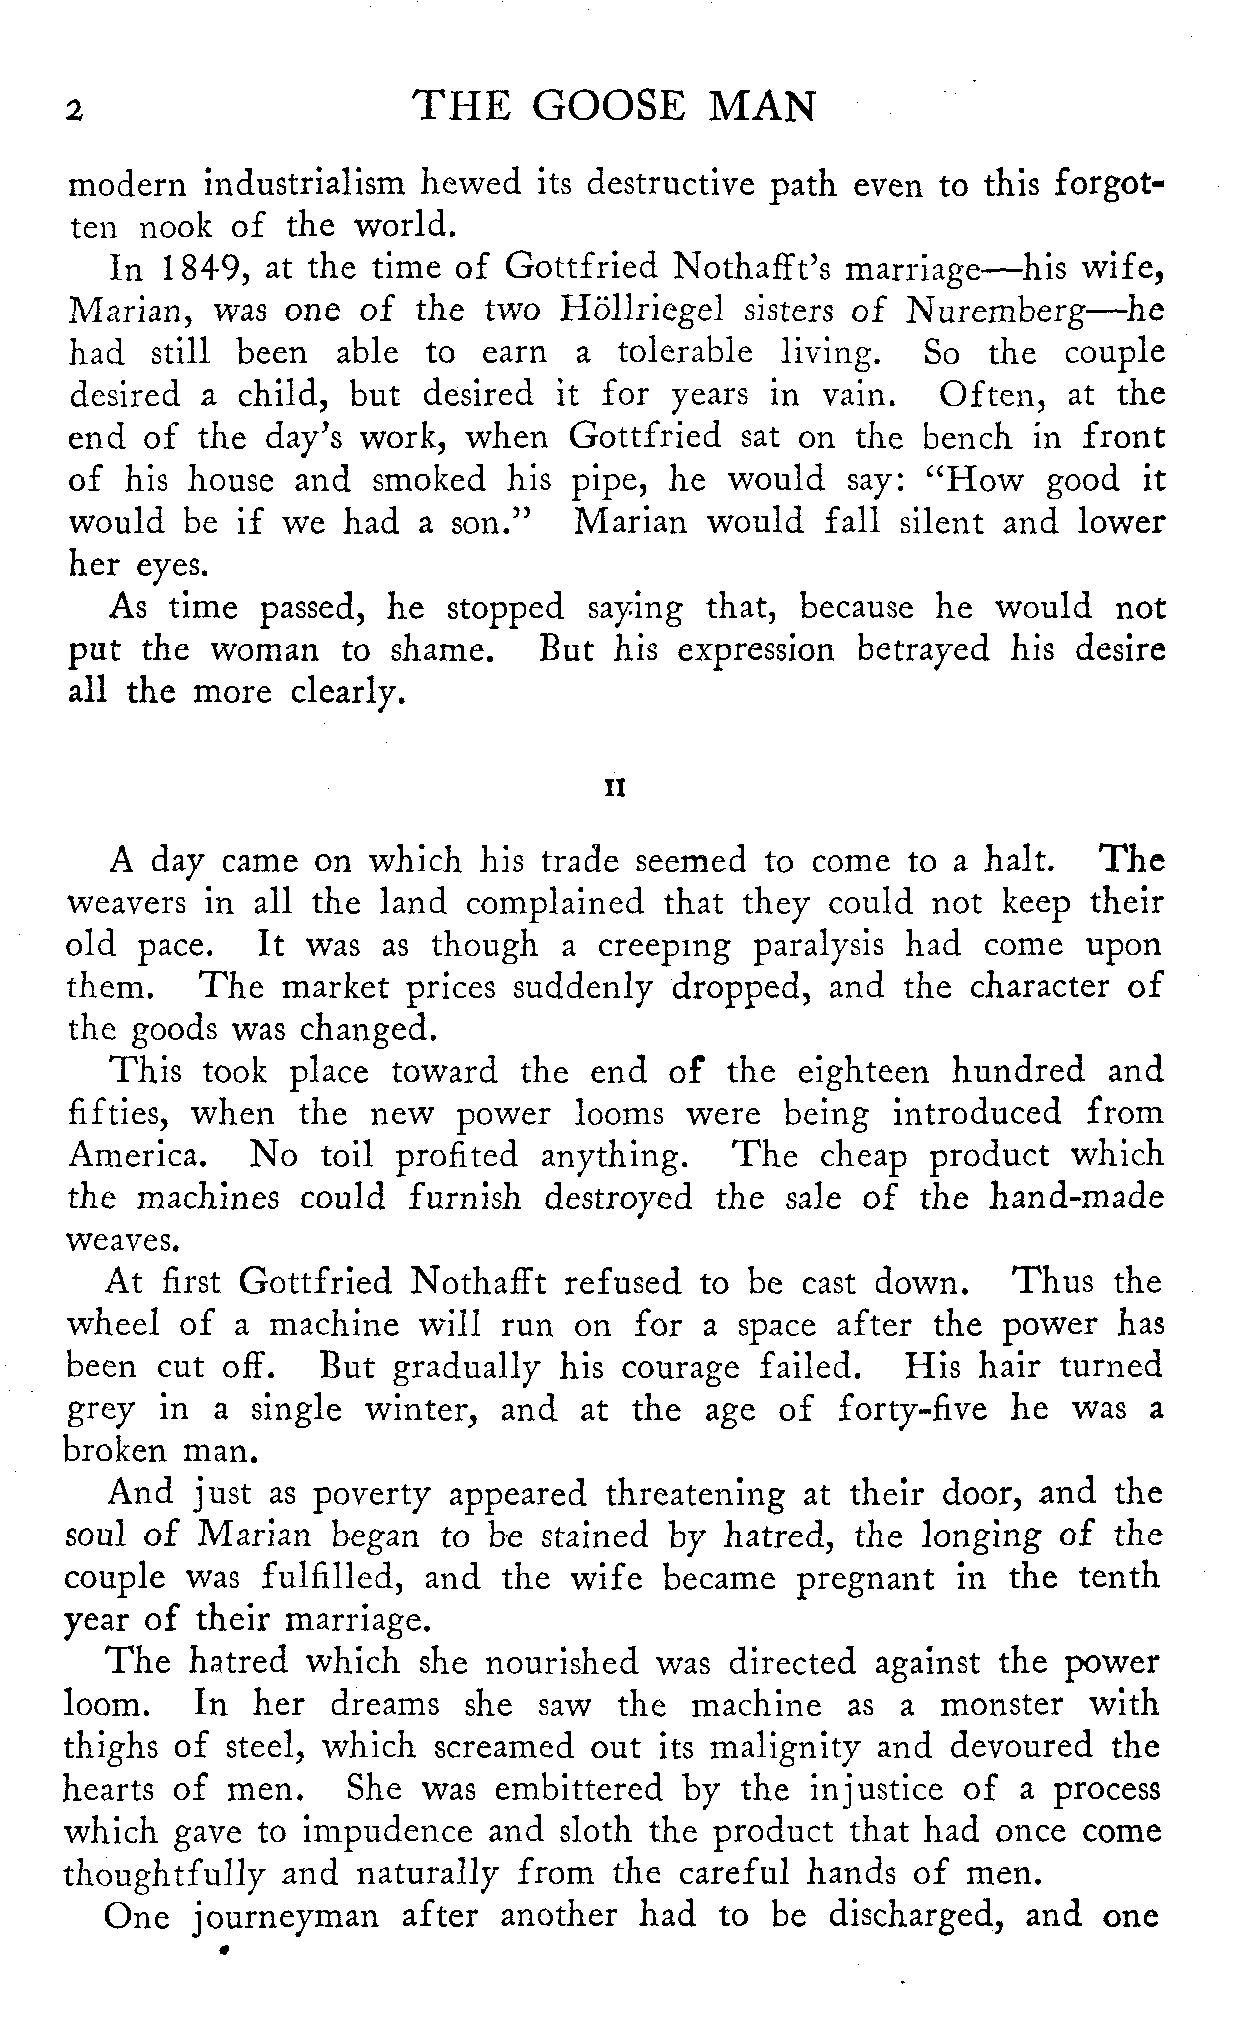 2 THE GOOSE MAN
modern industrialism hewed its destructive path even to this forgot-
ten nook of the world.
In 1849, at the time of Gottfried Nothafft's marriage—his wife,
Marian, was one of the two Höllriegel sisters of Nuremberg—he
had still been able to earn a tolerable living. So the couple
desired a child, but desired it for years in vain. Often, at the
end of the day's work, when Gottfried sat on the bench in front
of his house and smoked his pipe, he would say: “How good it
would be if we had a son.” Marian would fall silent and lower
her eyes.
As time passed, he stopped saying that, because he would not
put the woman to shame. But his expression betrayed his desire
all the more clearly.
II
A day came on which his trade seemed to come to a halt. The
weavers in all the land complained that they could not keep their
old pace. It was as though a creeping paralysis had come upon
them. The market prices suddenly dropped, and the character of
the goods was changed.
This took place toward the end of the eighteen hundred and
fifties, when the new power looms were being introduced from
America. No toil profited anything. The cheap product which
the machines could furnish destroyed the sale of the hand-made
weaves.
At first Gottfried Nothafft refused to be cast down. Thus the
wheel of a machine will run on for a space after the power has
been cut off. But gradually his courage failed. His hair turned
grey in a single winter, and at the age of forty-five he was a
broken man.
And just as poverty appeared threatening at their door, and the
soul of Marian began to be stained by hatred, the longing of the
couple was fulfilled, and the wife became pregnant in the tenth
year of their marriage.
The hatred which she nourished was directed against the power
loom. In her dreams she saw the machine as a monster with
thighs of steel, which screamed out its malignity and devoured the
hearts of men. She was embittered by the injustice of a process
which gave to impudence and sloth the product that had once come
thoughtfully and naturally from the careful hands of men.
One journeyman after another had to be discharged, and one